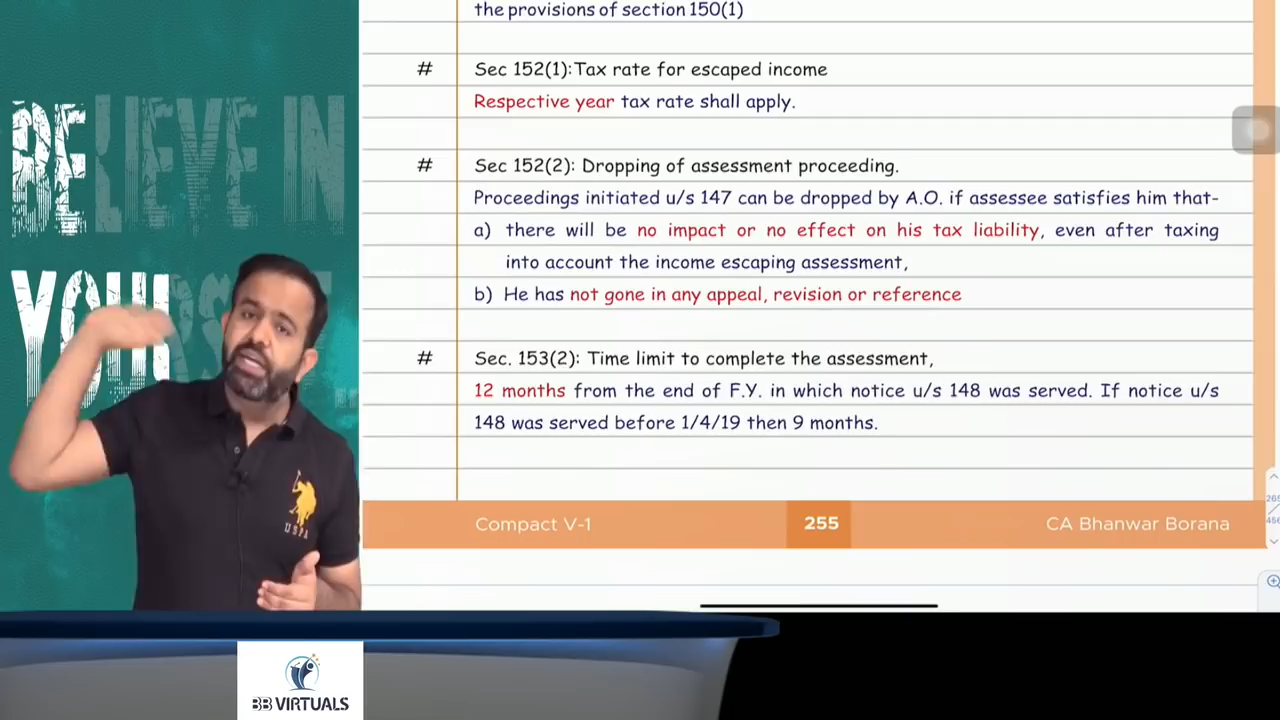 BELIEVE IN
the provisions of section 150(1)
# Sec 152(1):Tax rate for escaped income
Respective year tax rate shall apply.
# Sec 152(2): Dropping of assessment proceeding.
Proceedings initiated u/s 147 can be dropped by A.O. if assessee satisfies him that-
a) there will be no impact or no effect on his tax liability, even after taxing
into account the income escaping assessment,
b) He has not gone in any appeal, revision or reference
# Sec. 153(2): Time limit to complete the assessment,
12 months from the end of F.Y. in which notice u/s 148 was served. If notice u/s
148 was served before 1/4/19 then 9 months.
Compact V-1 255 CA Bhanwar Borana
USPA
BB VIRTUALS